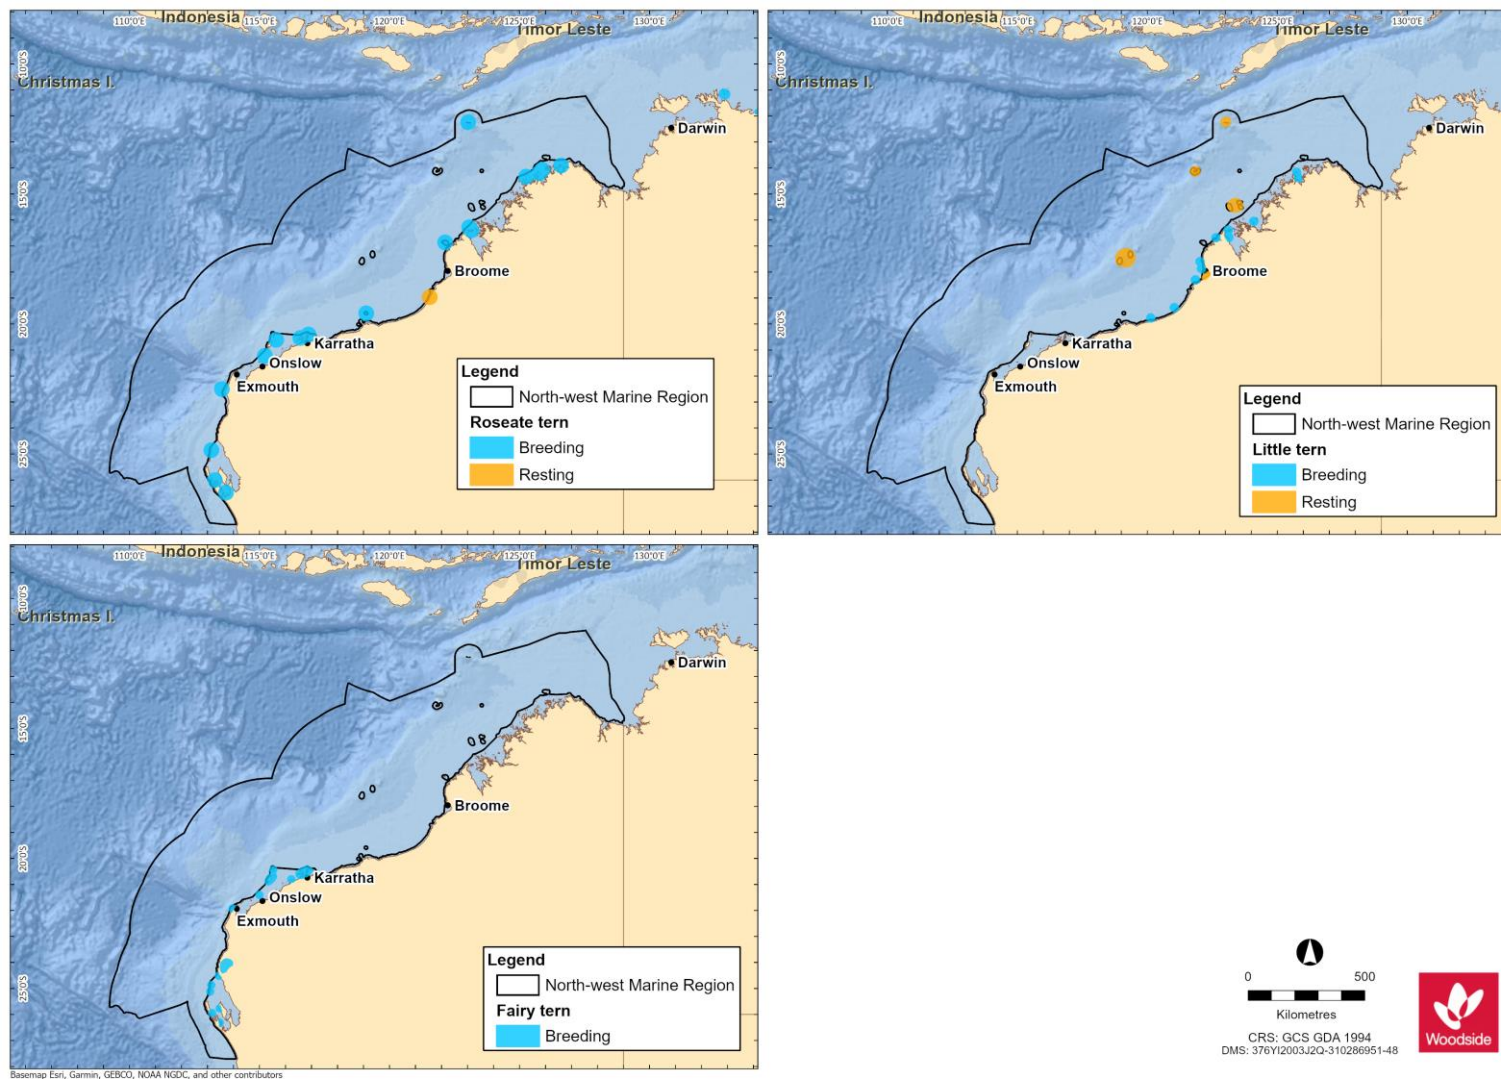 Indonesia
110°0'E
115°0'E
120°0'E
125°0'E
130°0'E
Timor Leste
10°0'S
Christmas I.
Darwin
15°0'S
Broome
20°0'S
Karratha
Onslow
Exmouth
25°0'S
Legend
North-west Marine Region
Roseate tern
Breeding
Resting
Indonesia
110°0'E
115°0'E
120°0'E
125°0'E
130°0'E
Timor Leste
10°0'S
Christmas I.
Darwin
15°0'S
Broome
20°0'S
Karratha
Onslow
Exmouth
25°0'S
Legend
North-west Marine Region
Little tern
Breeding
Resting
Indonesia
110°0'E
115°0'E
120°0'E
125°0'E
130°0'E
Timor Leste
10°0'S
Christmas I.
Darwin
15°0'S
Broome
20°0'S
Karratha
Onslow
Exmouth
25°0'S
Legend
North-west Marine Region
Fairy tern
Breeding
Basemap Esri, Garmin, GEBCO, NOAA NGDC, and other contributors
0 500
Kilometres
CRS: GCS GDA 1994
DMS: 376YI2003J2Q-310286951-48
Woodside